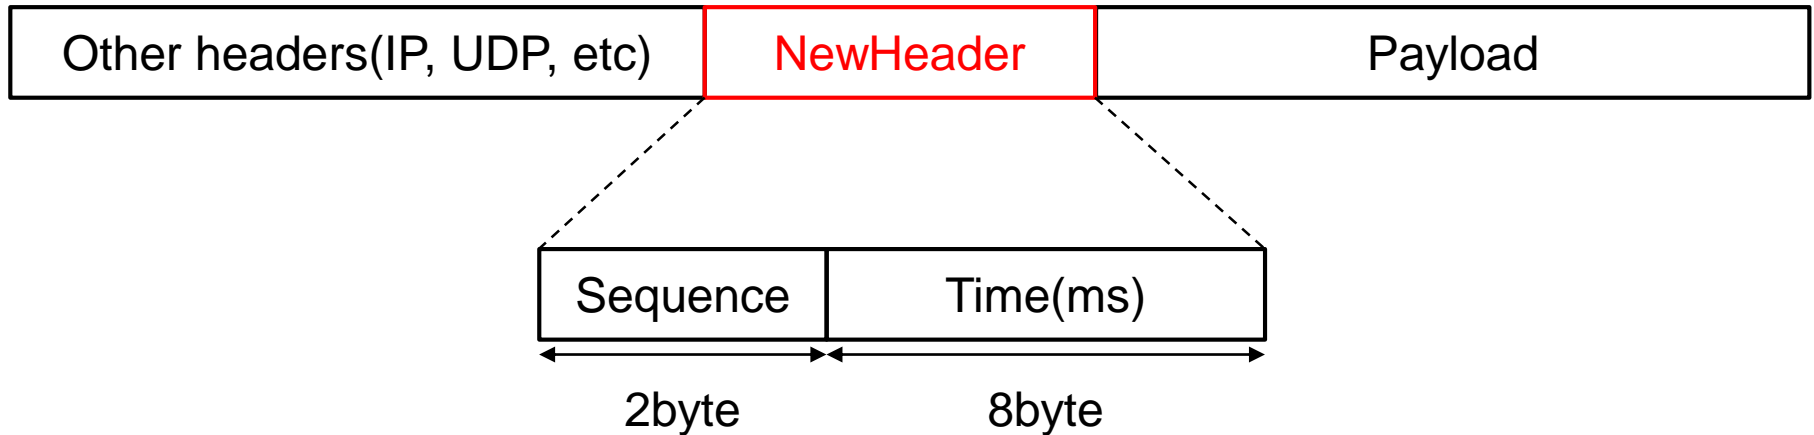 Other headers(IP, UDP, etc)
NewHeader
Payload
Sequence
Time(ms)
2byte
8byte